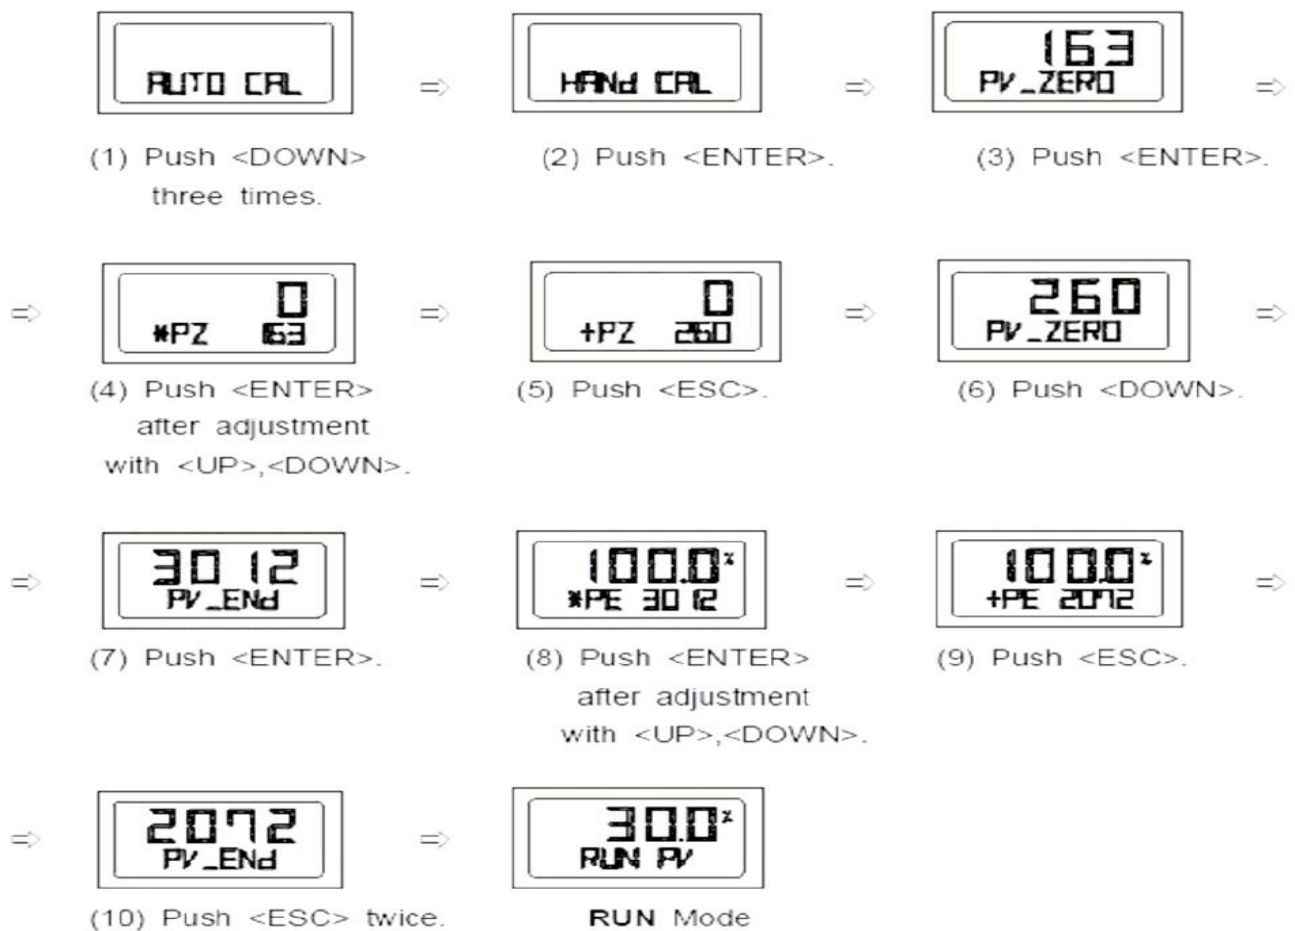 AUTO CAL
(1) Push <DOWN>
three times.
HANd CAL
(2) Push <ENTER>.
163
PV_ZERO
(3) Push <ENTER>.
0
*PZ 163
(4) Push <ENTER>
after adjustment
with <UP>,<DOWN>.
0
+PZ 260
(5) Push <ESC>.
260
PV_ZERO
(6) Push <DOWN>.
3012
PV_ENd
(7) Push <ENTER>.
100.0%
*PE 3012
(8) Push <ENTER>
after adjustment
with <UP>,<DOWN>.
100.0%
+PE 2072
(9) Push <ESC>.
2072
PV_ENd
(10) Push <ESC> twice.
30.0%
RUN PV
RUN Mode